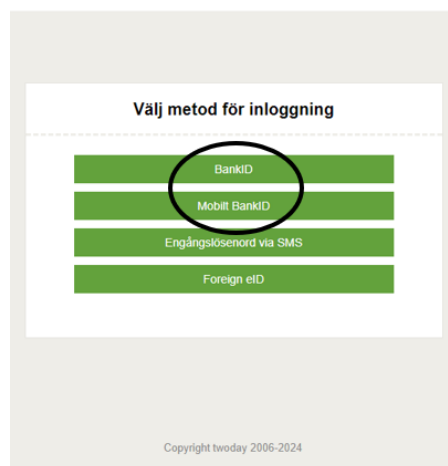 Välj metod för inloggning
BankID
Mobilt BankID
Engångslösenord via SMS
Foreign eID
Copyright twoday 2006-2024